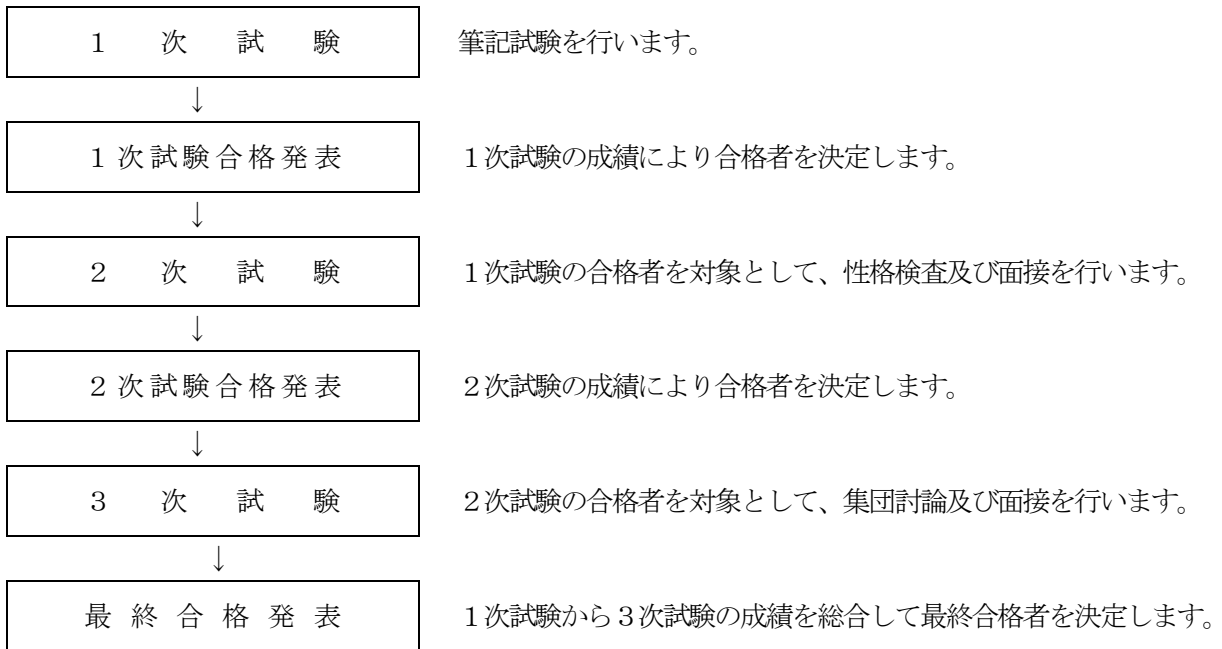 １次試験　筆記試験を行います。
↓
１次試験合格発表　１次試験の成績により合格者を決定します。
↓
２次試験　１次試験の合格者を対象として、性格検査及び面接を行います。
↓
２次試験合格発表　２次試験の成績により合格者を決定します。
↓
３次試験　２次試験の合格者を対象として、集団討論及び面接を行います。
↓
最終合格発表　１次試験から３次試験の成績を総合して最終合格者を決定します。